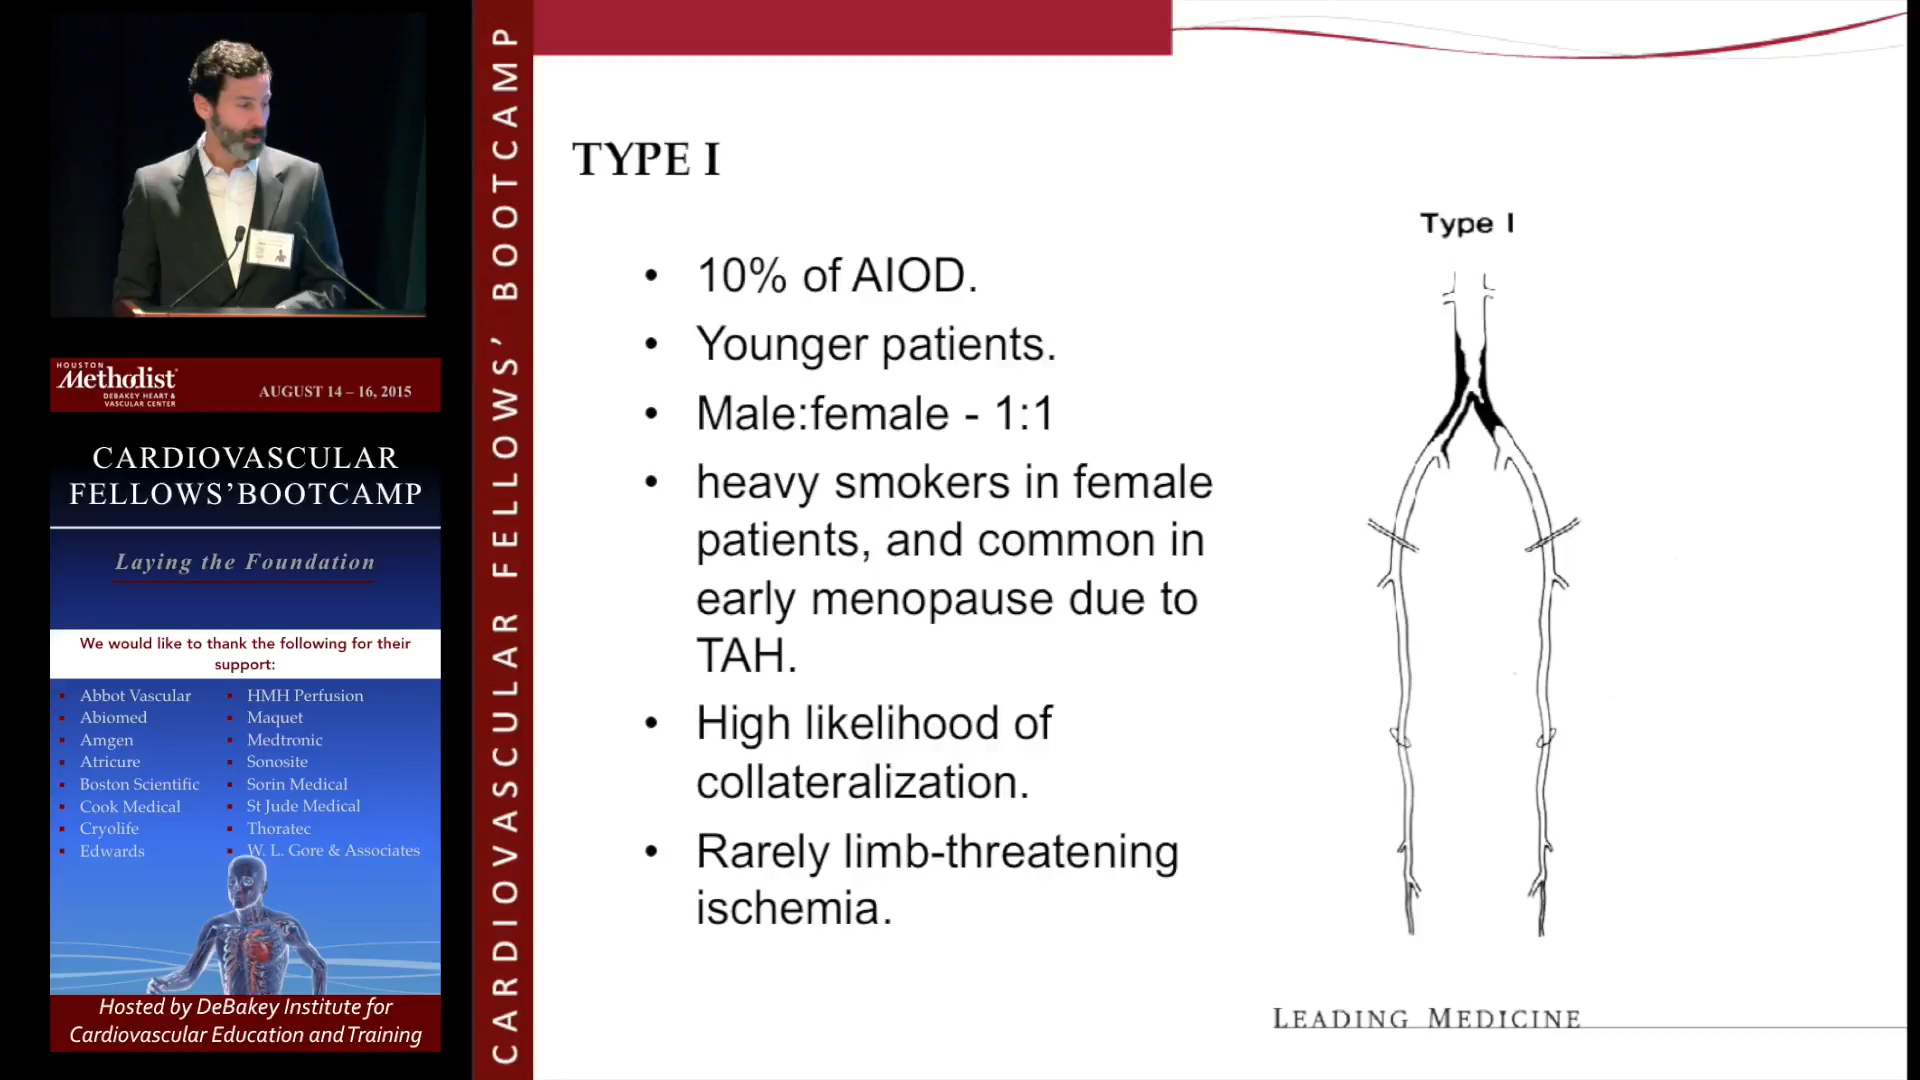 HOUSTON
Methodist
DEBAKEY HEART &
VASCULAR CENTER
AUGUST 14 – 16, 2015
CARDIOVASCULAR
FELLOWS’BOOTCAMP
Laying the Foundation
We would like to thank the following for their
support:
Abbot Vascular
Abiomed
Amgen
Atricure
Boston Scientific
Cook Medical
Cryolife
Edwards
HMH Perfusion
Maquet
Medtronic
Sonosite
Sorin Medical
St Jude Medical
Thoratec
W. L. Gore & Associates
Hosted by DeBakey Institute for
Cardiovascular Education and Training
CARDIOVASCULAR FELLOWS’ BOOTCAMP
TYPE I
• 10% of AIOD.
• Younger patients.
• Male:female - 1:1
• heavy smokers in female
patients, and common in
early menopause due to
TAH.
• High likelihood of
collateralization.
• Rarely limb-threatening
ischemia.
Type I
LEADING MEDICINE